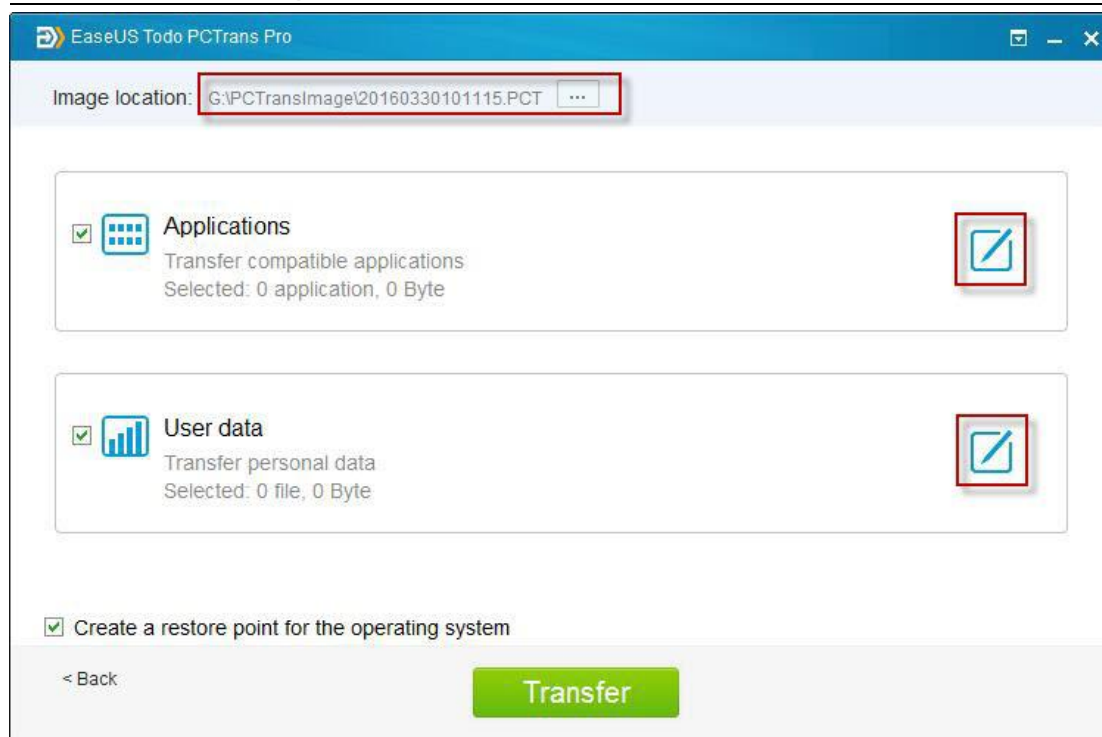 EaseUS Todo PCTrans Pro
Image location: G:\PCTransImage\20160330101115.PCT ...
Applications
Transfer compatible applications
Selected: 0 application, 0 Byte
User data
Transfer personal data
Selected: 0 file, 0 Byte
Create a restore point for the operating system
< Back
Transfer